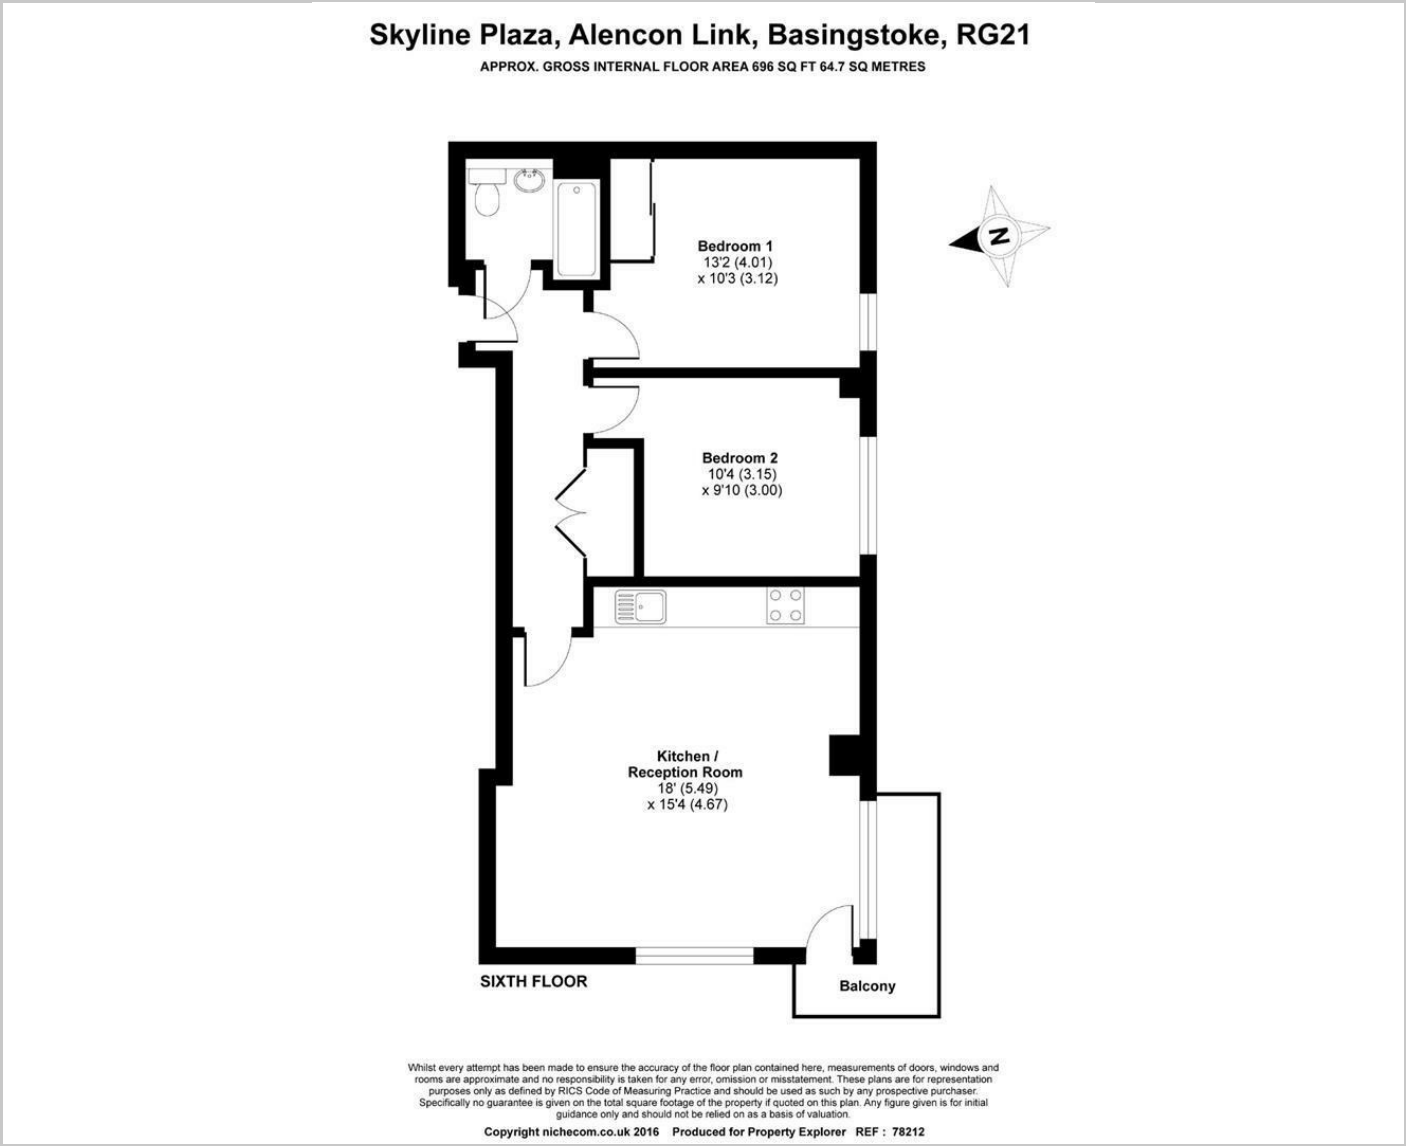 Skyline Plaza, Alencon Link, Basingstoke, RG21
APPROX. GROSS INTERNAL FLOOR AREA 696 SQ FT 64.7 SQ METRES
Bedroom 1
13'2 (4.01)
x 10'3 (3.12)
N
Bedroom 2
10'4 (3.15)
x 9'10 (3.00)
Kitchen /
Reception Room
18' (5.49)
x 15'4 (4.67)
SIXTH FLOOR
Balcony
Whilst every attempt has been made to ensure the accuracy of the floor plan contained here, measurements of doors, windows and
rooms are approximate and no responsibility is taken for any error, omission or misstatement. These plans are for representation
purposes only as defined by RICS Code of Measuring Practice and should be used as such by any prospective purchaser.
Specifically no guarantee is given on the total square footage of the property if quoted on this plan. Any figure given is for initial
guidance only and should not be relied on as a basis of valuation.
Copyright nichecom.co.uk 2016 Produced for Property Explorer REF : 78212